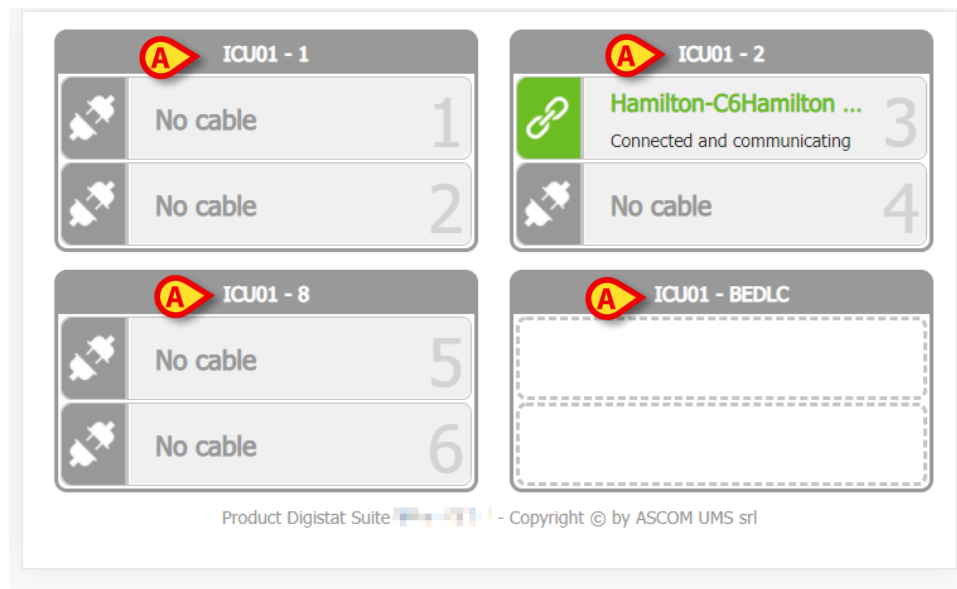 A ICU01 - 1
No cable 1
No cable 2
A ICU01 - 2
Hamilton-C6Hamilton ... 3
Connected and communicating
No cable 4
A ICU01 - 8
No cable 5
No cable 6
A ICU01 - BEDLC
Product Digistat Suite - Copyright © by ASCOM UMS srl